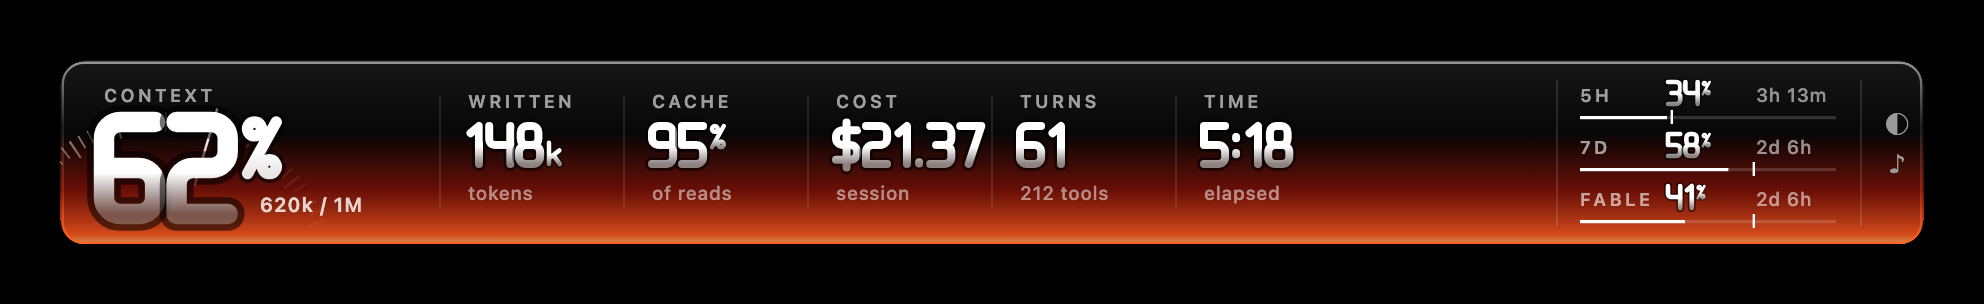 CONTEXT
62%
620k / 1M
WRITTEN
148k
tokens
CACHE
95%
of reads
COST
$21.37
session
TURNS
61
212 tools
TIME
5:18
elapsed
5H 34% 3h 13m
7D 58% 2d 6h
FABLE 41% 2d 6h